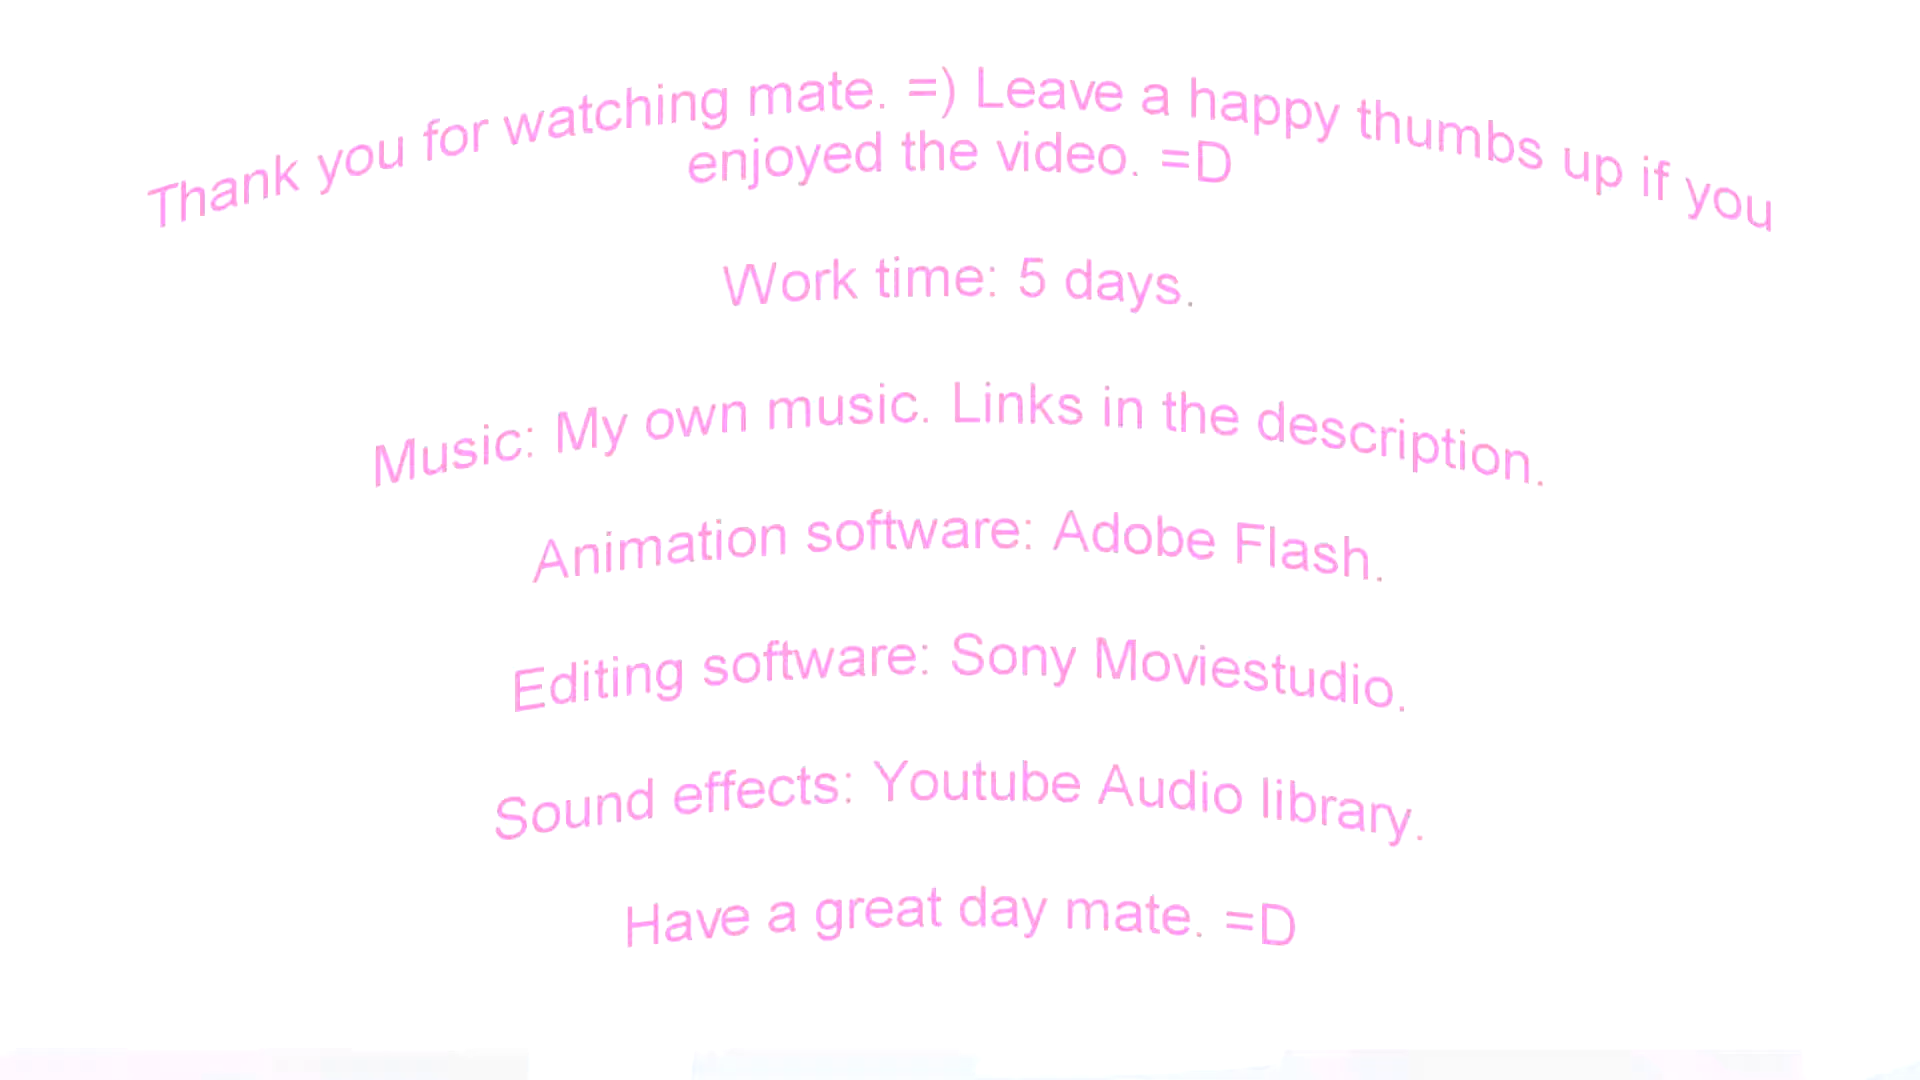 Thank you for watching mate. =) Leave a happy thumbs up if you
enjoyed the video. =D
Work time: 5 days.
Music: My own music. Links in the description.
Animation software: Adobe Flash.
Editing software: Sony Moviestudio.
Sound effects: Youtube Audio library.
Have a great day mate. =D